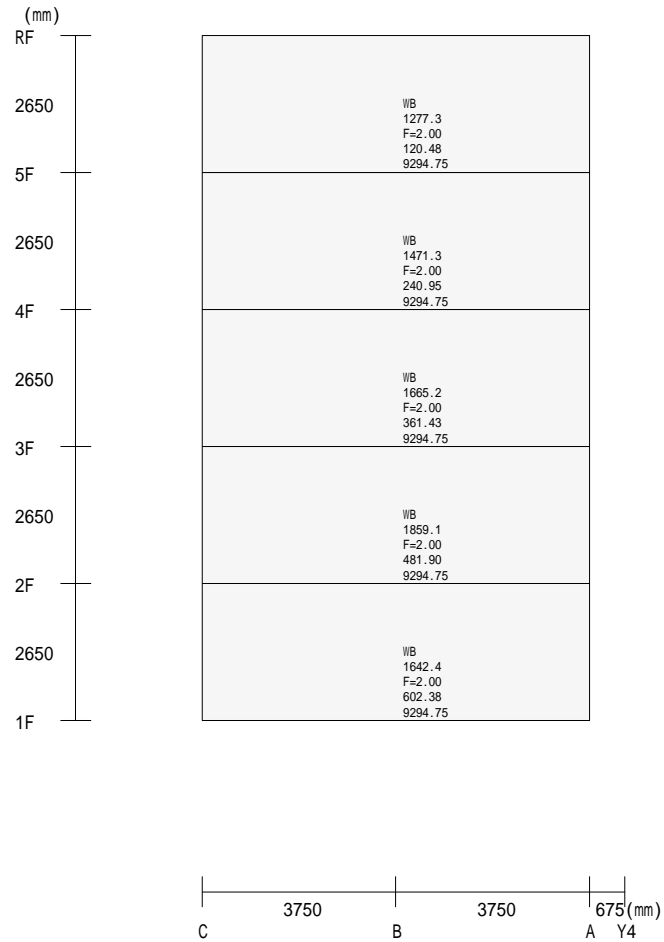 (mm)
RF
2650
WB
1277.3
F=2.00
120.48
9294.75
5F
2650
WB
1471.3
F=2.00
240.95
9294.75
4F
2650
WB
1665.2
F=2.00
361.43
9294.75
3F
2650
WB
1859.1
F=2.00
481.90
9294.75
2F
2650
WB
1642.4
F=2.00
602.38
9294.75
1F
3750 3750 675(mm)
C B A Y4